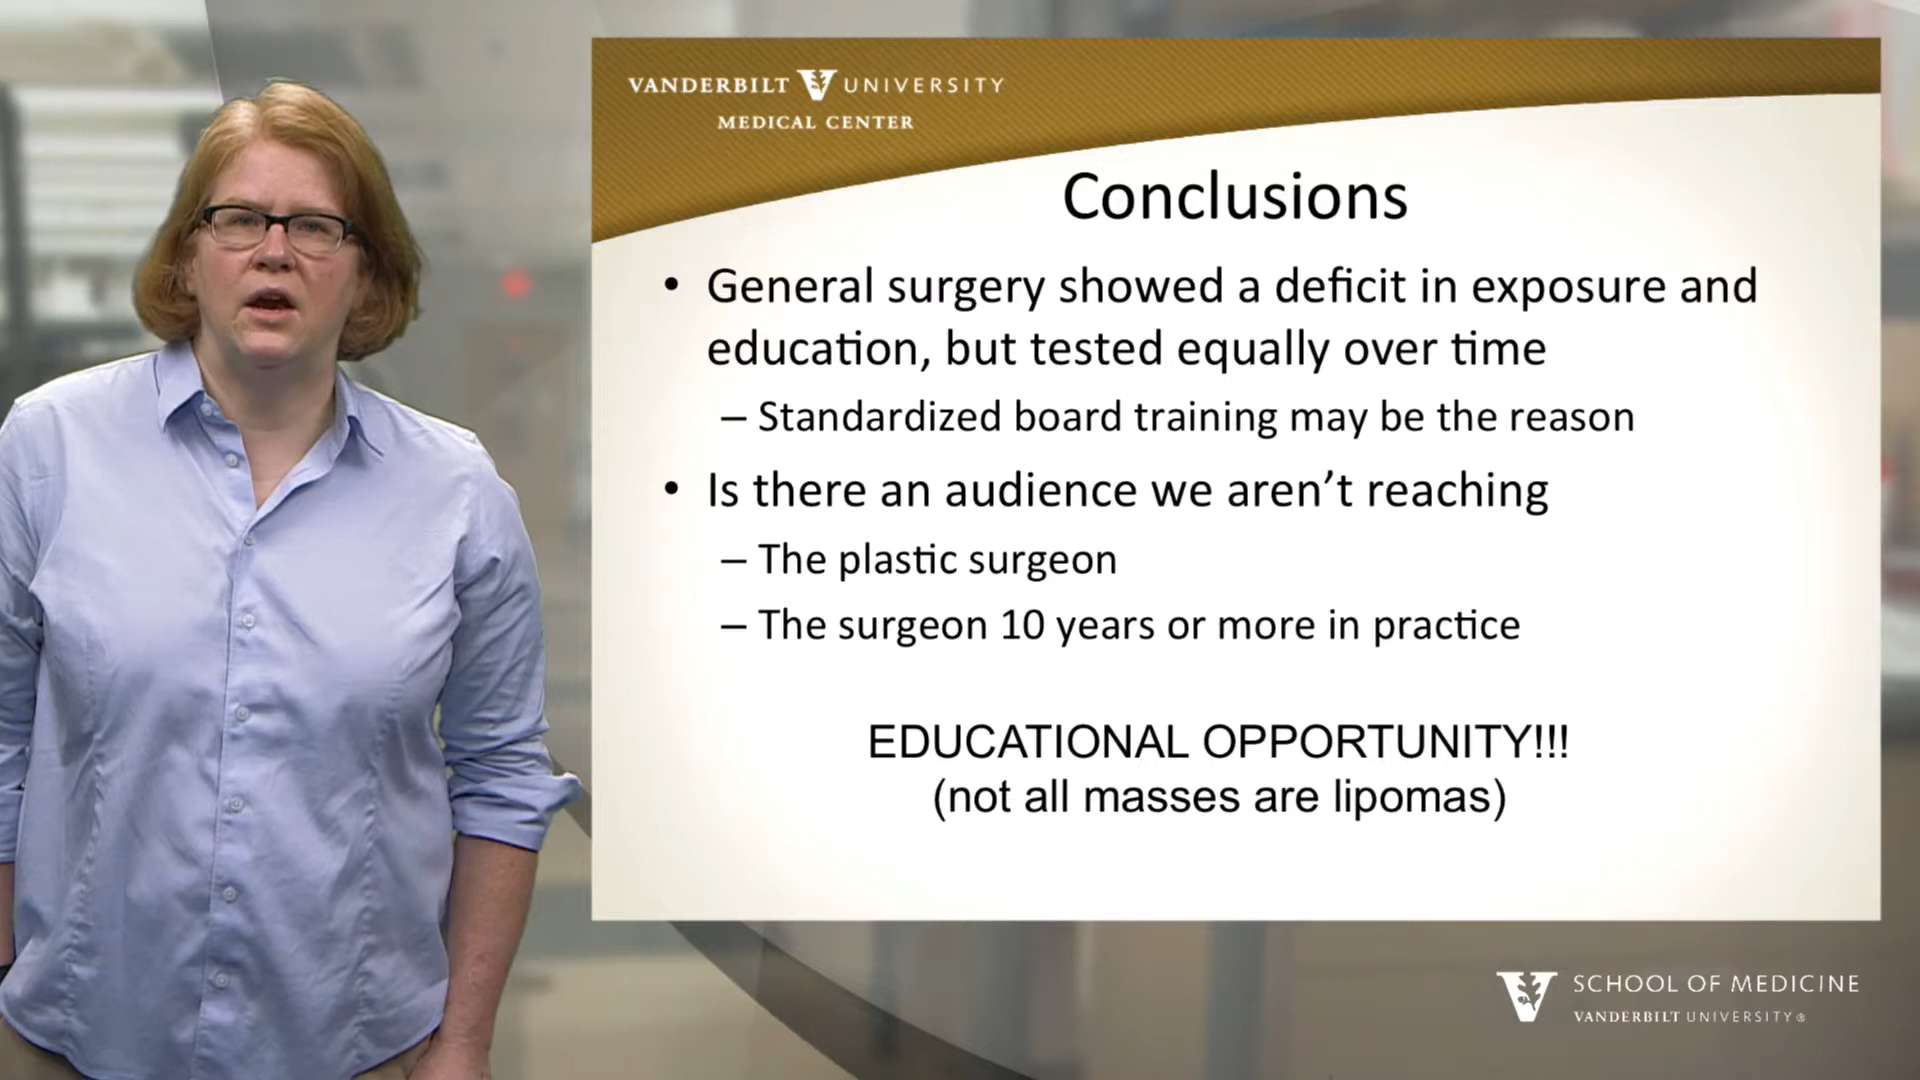 VANDERBILT UNIVERSITY
MEDICAL CENTER
Conclusions
• General surgery showed a deficit in exposure and
education, but tested equally over time
– Standardized board training may be the reason
• Is there an audience we aren’t reaching
– The plastic surgeon
– The surgeon 10 years or more in practice
EDUCATIONAL OPPORTUNITY!!!
(not all masses are lipomas)
SCHOOL OF MEDICINE
VANDERBILT UNIVERSITY®